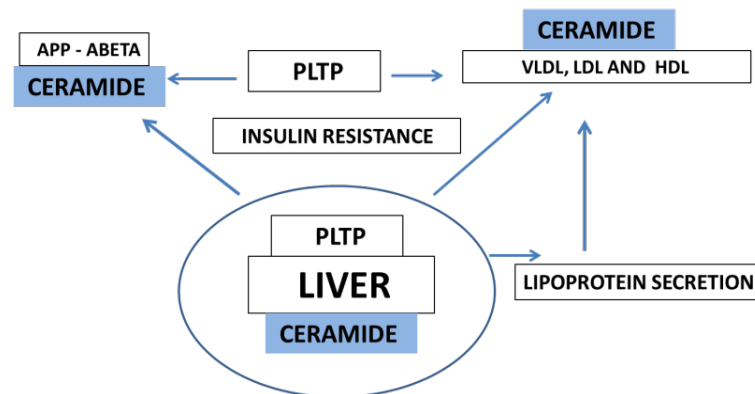 CERAMIDE
APP - ABETA
VLDL, LDL AND HDL
CERAMIDE
PLTP
INSULIN RESISTANCE
PLTP
LIVER
CERAMIDE
LIPOPROTEIN SECRETION